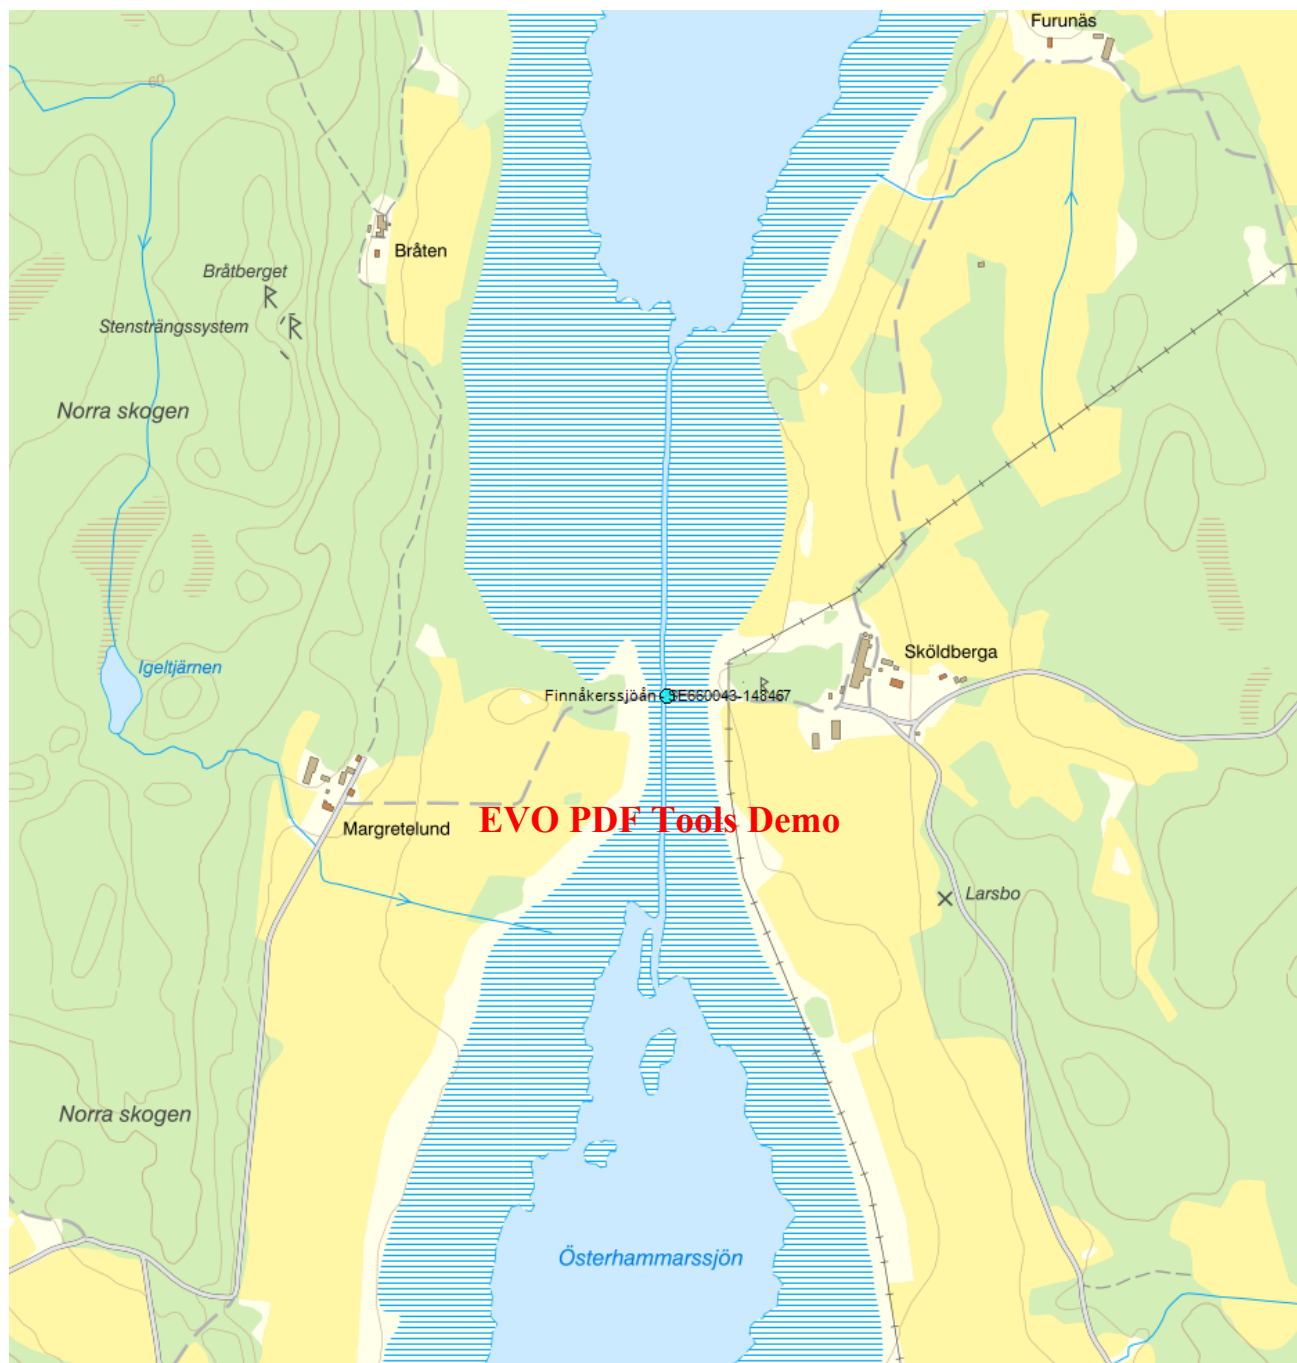 Furunäs
60
Bråten
Bråtberget
Stensträngssystem
Norra skogen
Sköldberga
Igeltjärnen
Finnåkerssjöån - SE660043-148467
EVO PDF Tools Demo
Margretelund
Larsbo
Norra skogen
Österhammarssjön